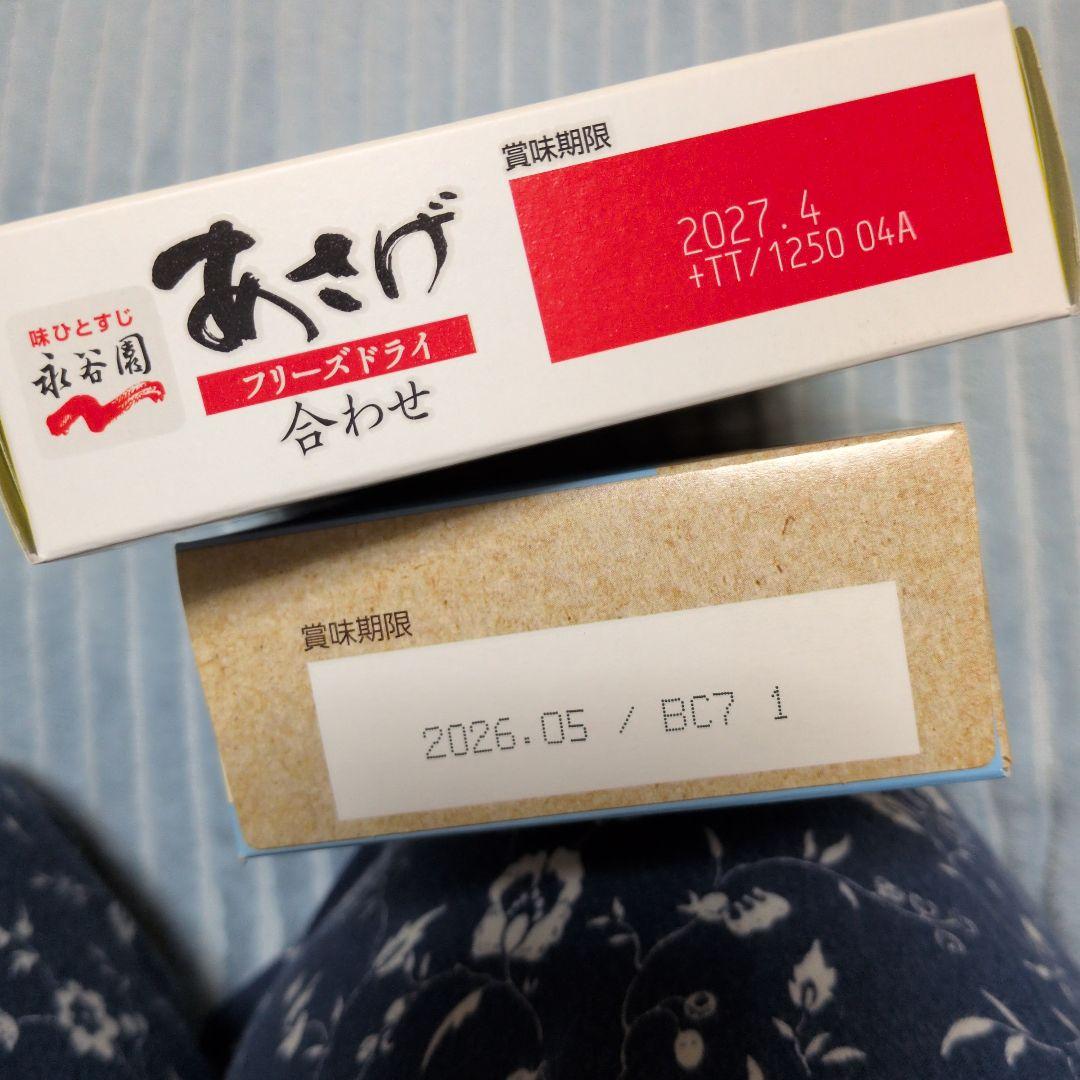 賞味期限
2027.4
+TT/1250 04A
あさげ
フリーズドライ
合わせ
味ひとすじ
永谷園
賞味期限
2026.05 / BC7 1